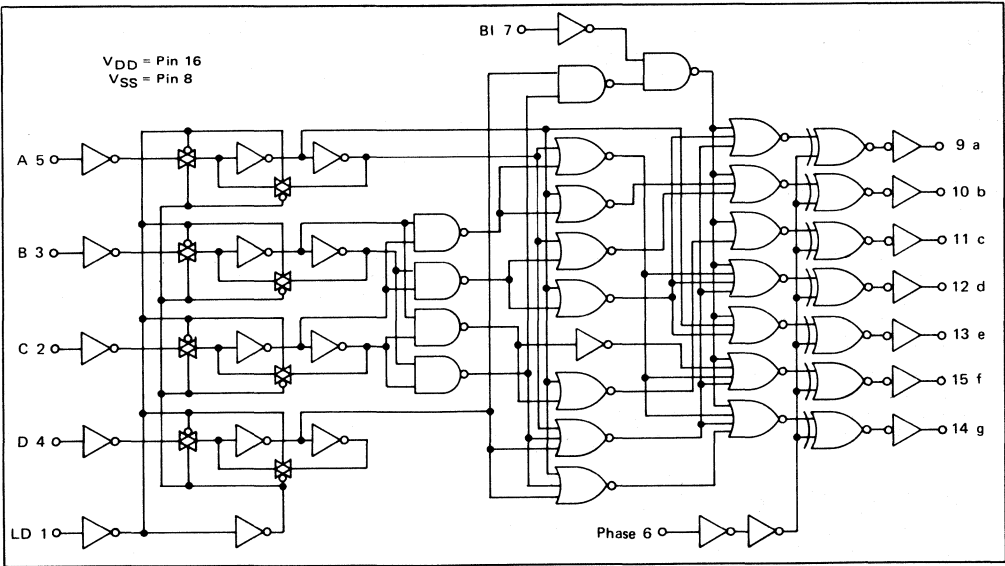 BI 7
VDD = Pin 16
VSS = Pin 8
A 5
9 a
10 b
B 3
11 c
12 d
C 2
13 e
15 f
D 4
14 g
LD 1
Phase 6